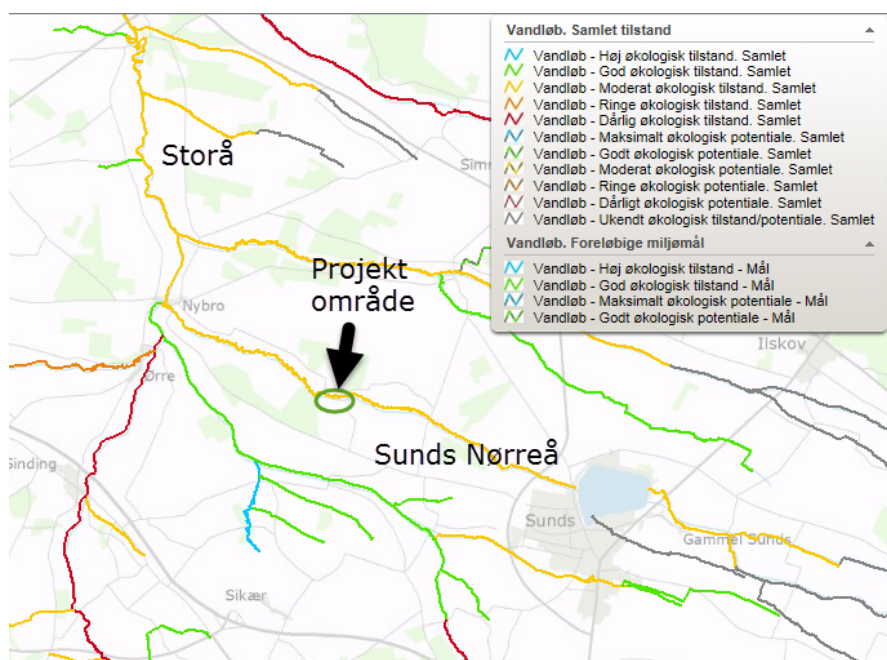 Vandløb. Samlet tilstand
Vandløb - Høj økologisk tilstand. Samlet
Vandløb - God økologisk tilstand. Samlet
Vandløb - Moderat økologisk tilstand. Samlet
Vandløb - Ringe økologisk tilstand. Samlet
Vandløb - Dårlig økologisk tilstand. Samlet
Vandløb - Maksimalt økologisk potentiale. Samlet
Vandløb - Godt økologisk potentiale. Samlet
Vandløb - Moderat økologisk potentiale. Samlet
Vandløb - Ringe økologisk potentiale. Samlet
Vandløb - Dårligt økologisk potentiale. Samlet
Vandløb - Ukendt økologisk tilstand/potentiale. Samlet
Vandløb. Foreløbige miljømål
Vandløb - Høj økologisk tilstand - Mål
Vandløb - God økologisk tilstand - Mål
Vandløb - Maksimalt økologisk potentiale - Mål
Vandløb - Godt økologisk potentiale - Mål
Storå
Sim
Projekt
område
Nybro
Ilskov
Ørre
Sunds Nørreå
Sinding
Sunds
Gammel Sunds
Sikær